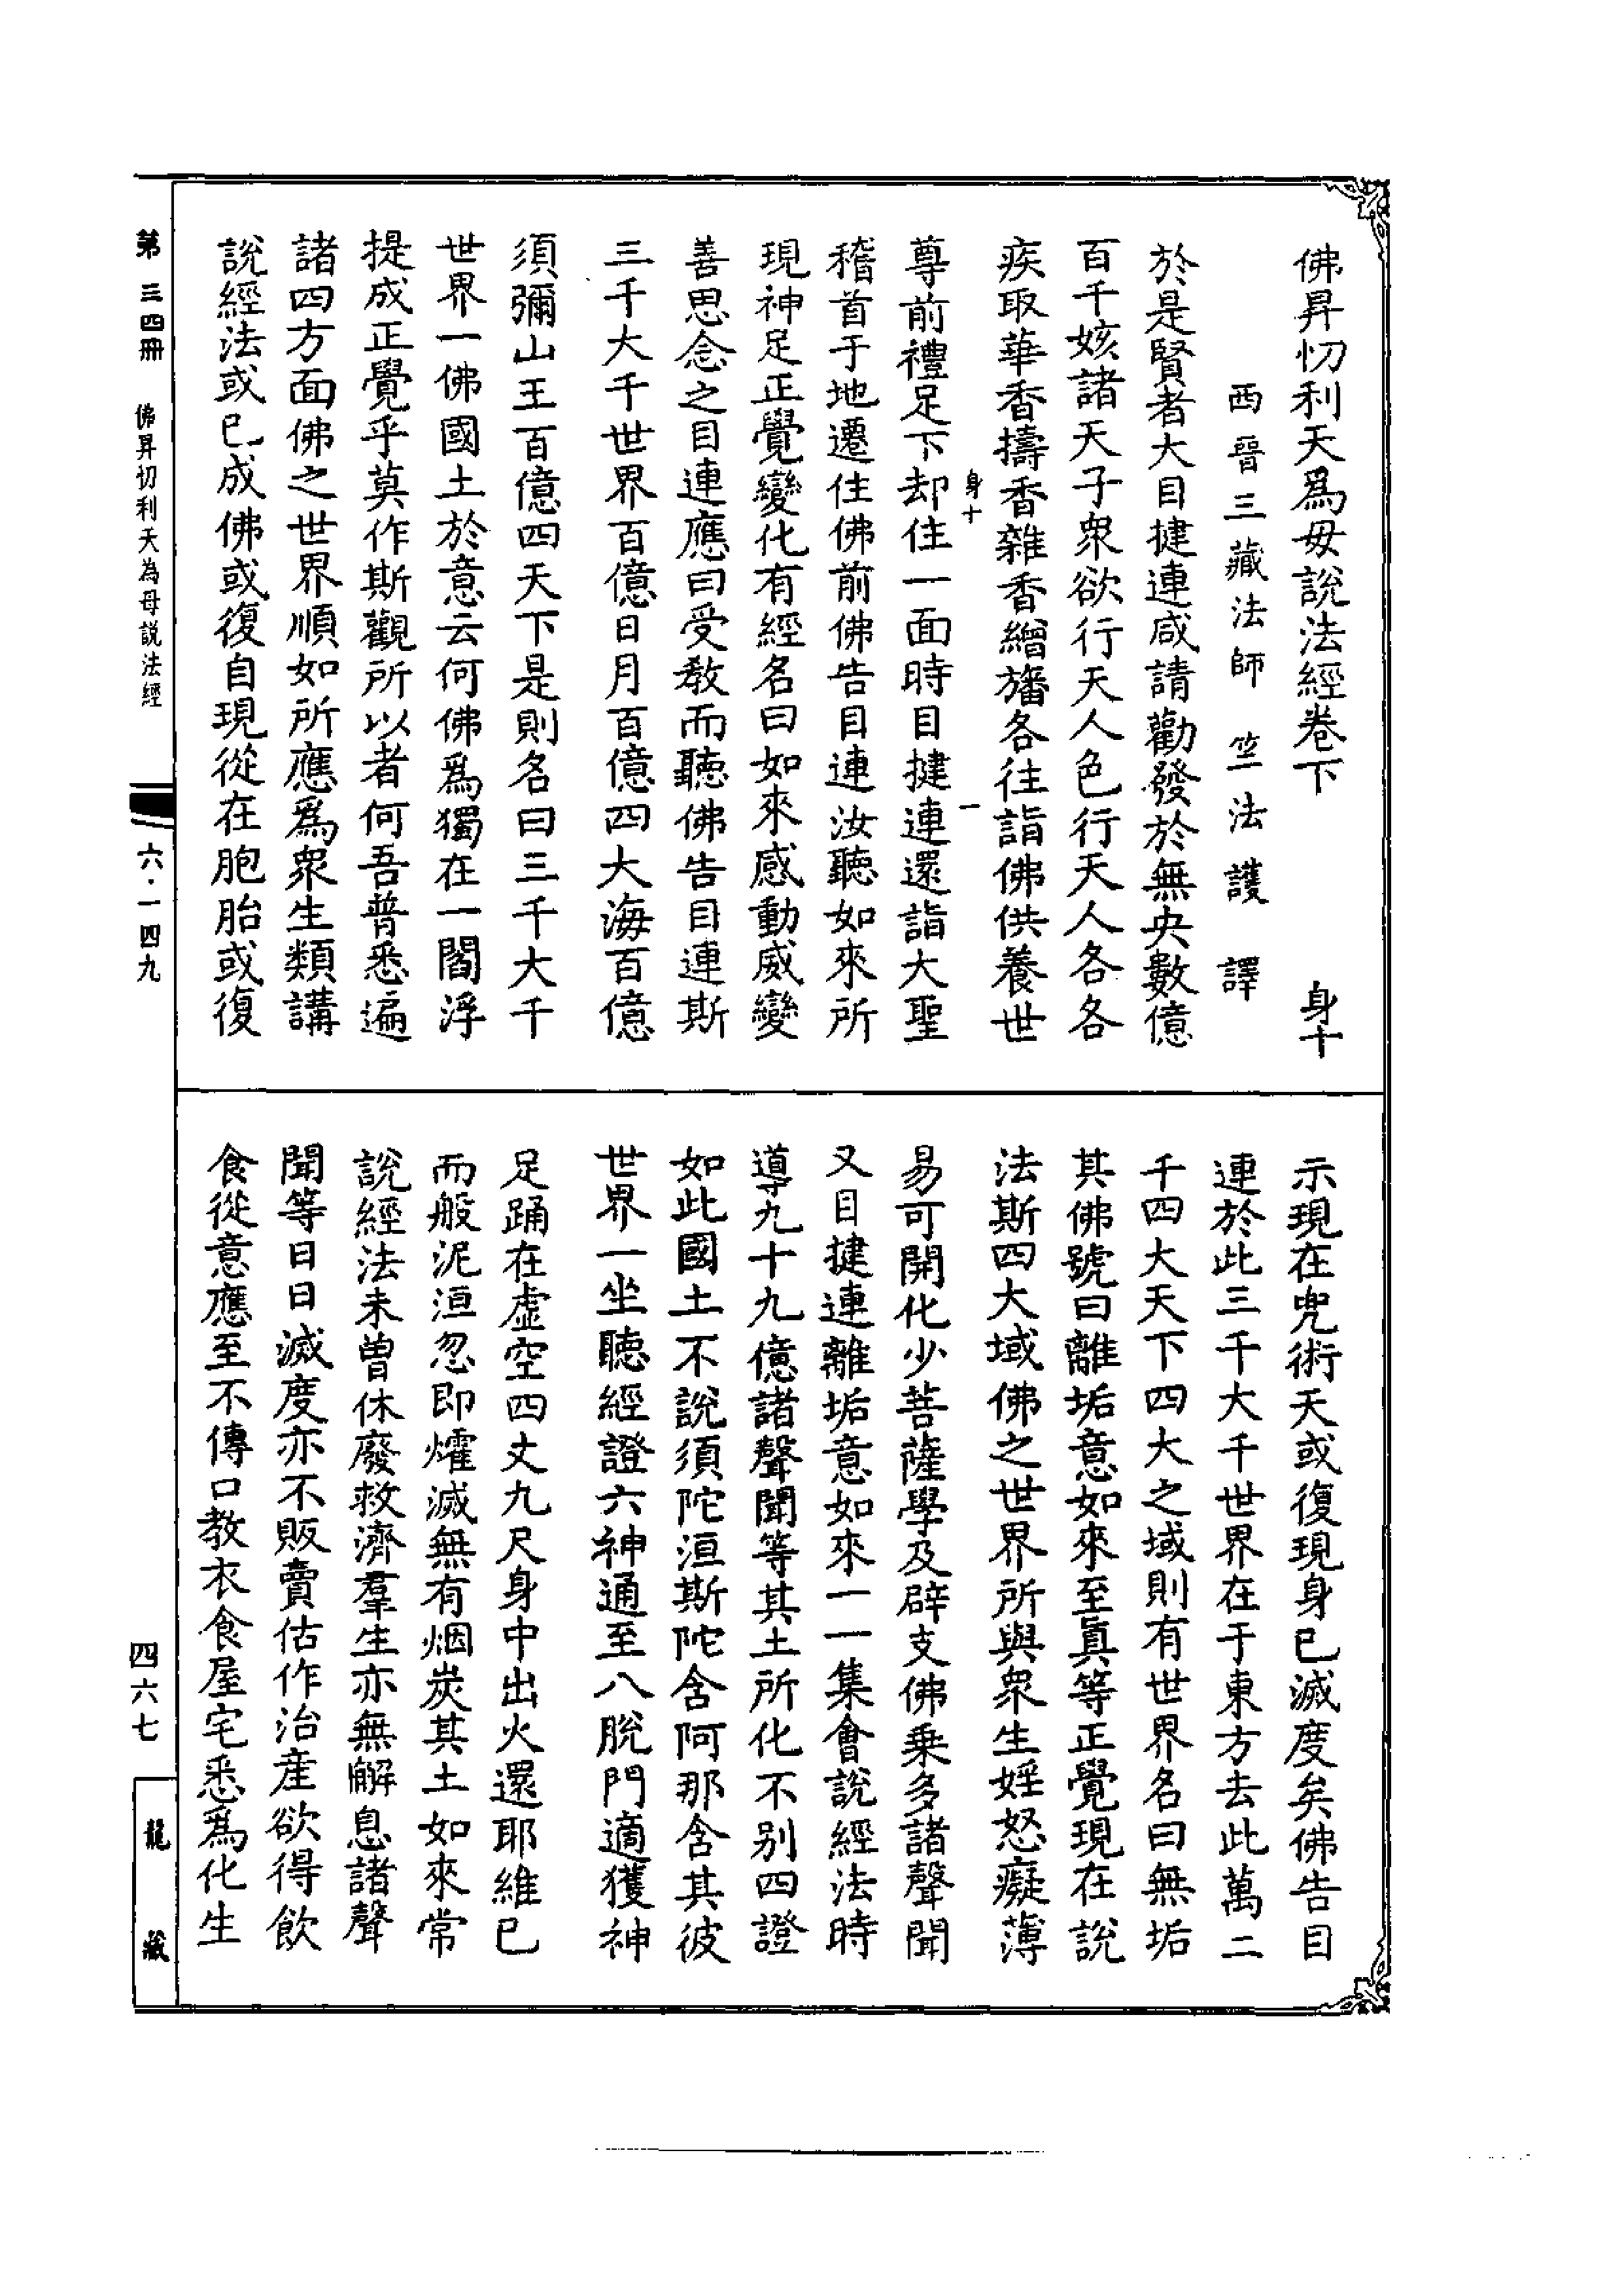 佛昇忉利天爲母說法經卷下　身十
西晉三藏法師竺法護　譯
於是賢者大目揵連咸請勸發於無央數億
百千姟諸天子衆欲行天人色行天人各各
疾取華香擣香雜香繒旛各往詣佛供養世
身十　一
尊前禮足下却住一面時目揵連還詣大聖
稽首于地遷住佛前佛告目連汝聽如來所
現神足正覺變化有經名曰如來感動威變
善思念之目連應曰受教而聽佛告目連斯
三千大千世界百億日月百億四大海百億
須彌山王百億四天下是則名曰三千大千
世界一佛國土於意云何佛爲獨在一閻浮
提成正覺乎莫作斯觀所以者何吾普悉遍
諸四方面佛之世界順如所應爲衆生類講
說經法或已成佛或復自現從在胞胎或復
示現在兜術天或復現身已滅度矣佛告目
連於此三千大千世界在于東方去此萬二
千四大天下四大之域則有世界名曰無垢
其佛號曰離垢意如來至眞等正覺現在說
法斯四大域佛之世界所與衆生婬怒癡薄
易可開化少菩薩學及辟支佛乗多諸聲聞
又目揵連離垢意如來一一集會說經法時
導九十九億諸聲聞等其土所化不别四證
如此國土不說須陀洹斯陀含阿那含其彼
世界一坐聽經證六神通至八脫門適獲神
足踊在虛空四丈九尺身中出火還耶維已
而般泥洹忽即燿滅無有烟炭其土如來常
說經法未曾休廢救濟羣生亦無懈息諸聲
聞等日日滅度亦不販賣估作治産欲得飲
食從意應至不傳口教衣食屋宅悉爲化生
第三四冊　佛昇忉利天為母説法經
六·一四九
四六七
龍藏